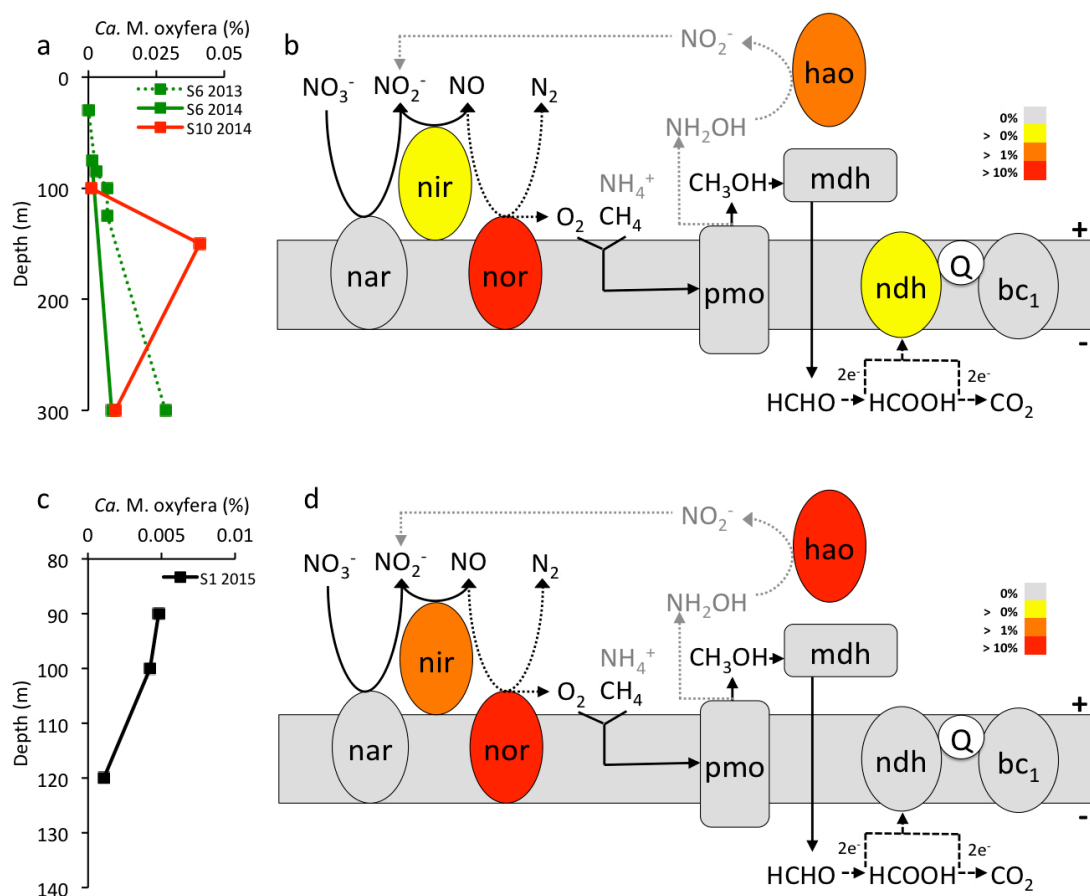 a
Ca. M. oxyfera (%)
0 0.025 0.05
0
100
200
300
Depth (m)
S6 2013
S6 2014
S10 2014
b
NO₂⁻
hao
NO₃⁻ NO₂⁻ NO N₂
NH₂OH
0%
> 0%
> 1%
> 10%
nir
NH₄⁺
CH₃OH
mdh
O₂ CH₄
+
nar
nor
pmo
ndh
Q
bc₁
-
2e⁻ 2e⁻
HCHO HCOOH CO₂
c
Ca. M. oxyfera (%)
0 0.005 0.01
80
90
100
110
120
130
140
Depth (m)
S1 2015
d
NO₂⁻
hao
NO₃⁻ NO₂⁻ NO N₂
NH₂OH
0%
> 0%
> 1%
> 10%
nir
NH₄⁺
CH₃OH
mdh
O₂ CH₄
+
nar
nor
pmo
ndh
Q
bc₁
-
2e⁻ 2e⁻
HCHO HCOOH CO₂